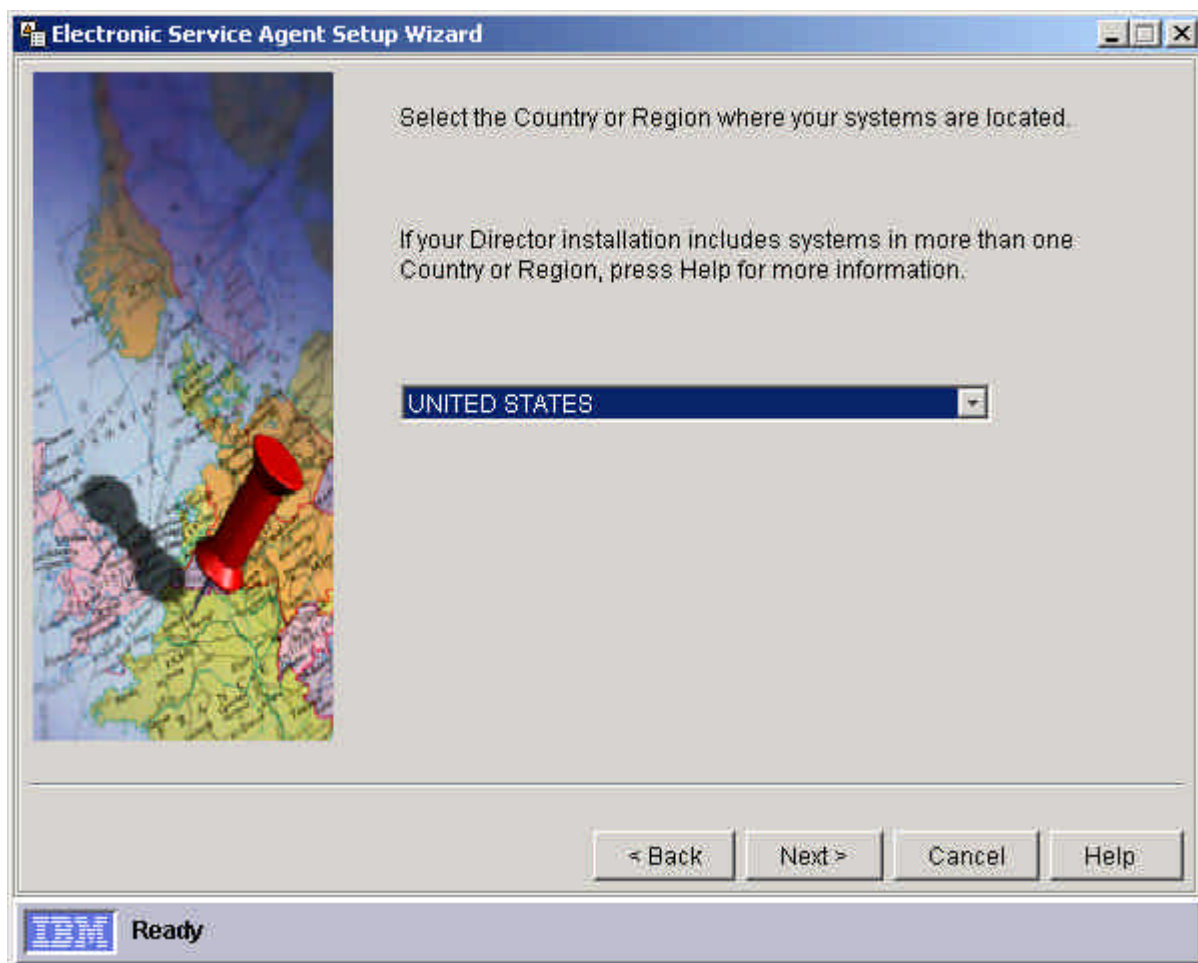 Electronic Service Agent Setup Wizard
Select the Country or Region where your systems are located.
If your Director installation includes systems in more than one
Country or Region, press Help for more information.
UNITED STATES
< Back
Next >
Cancel
Help
IBM
Ready